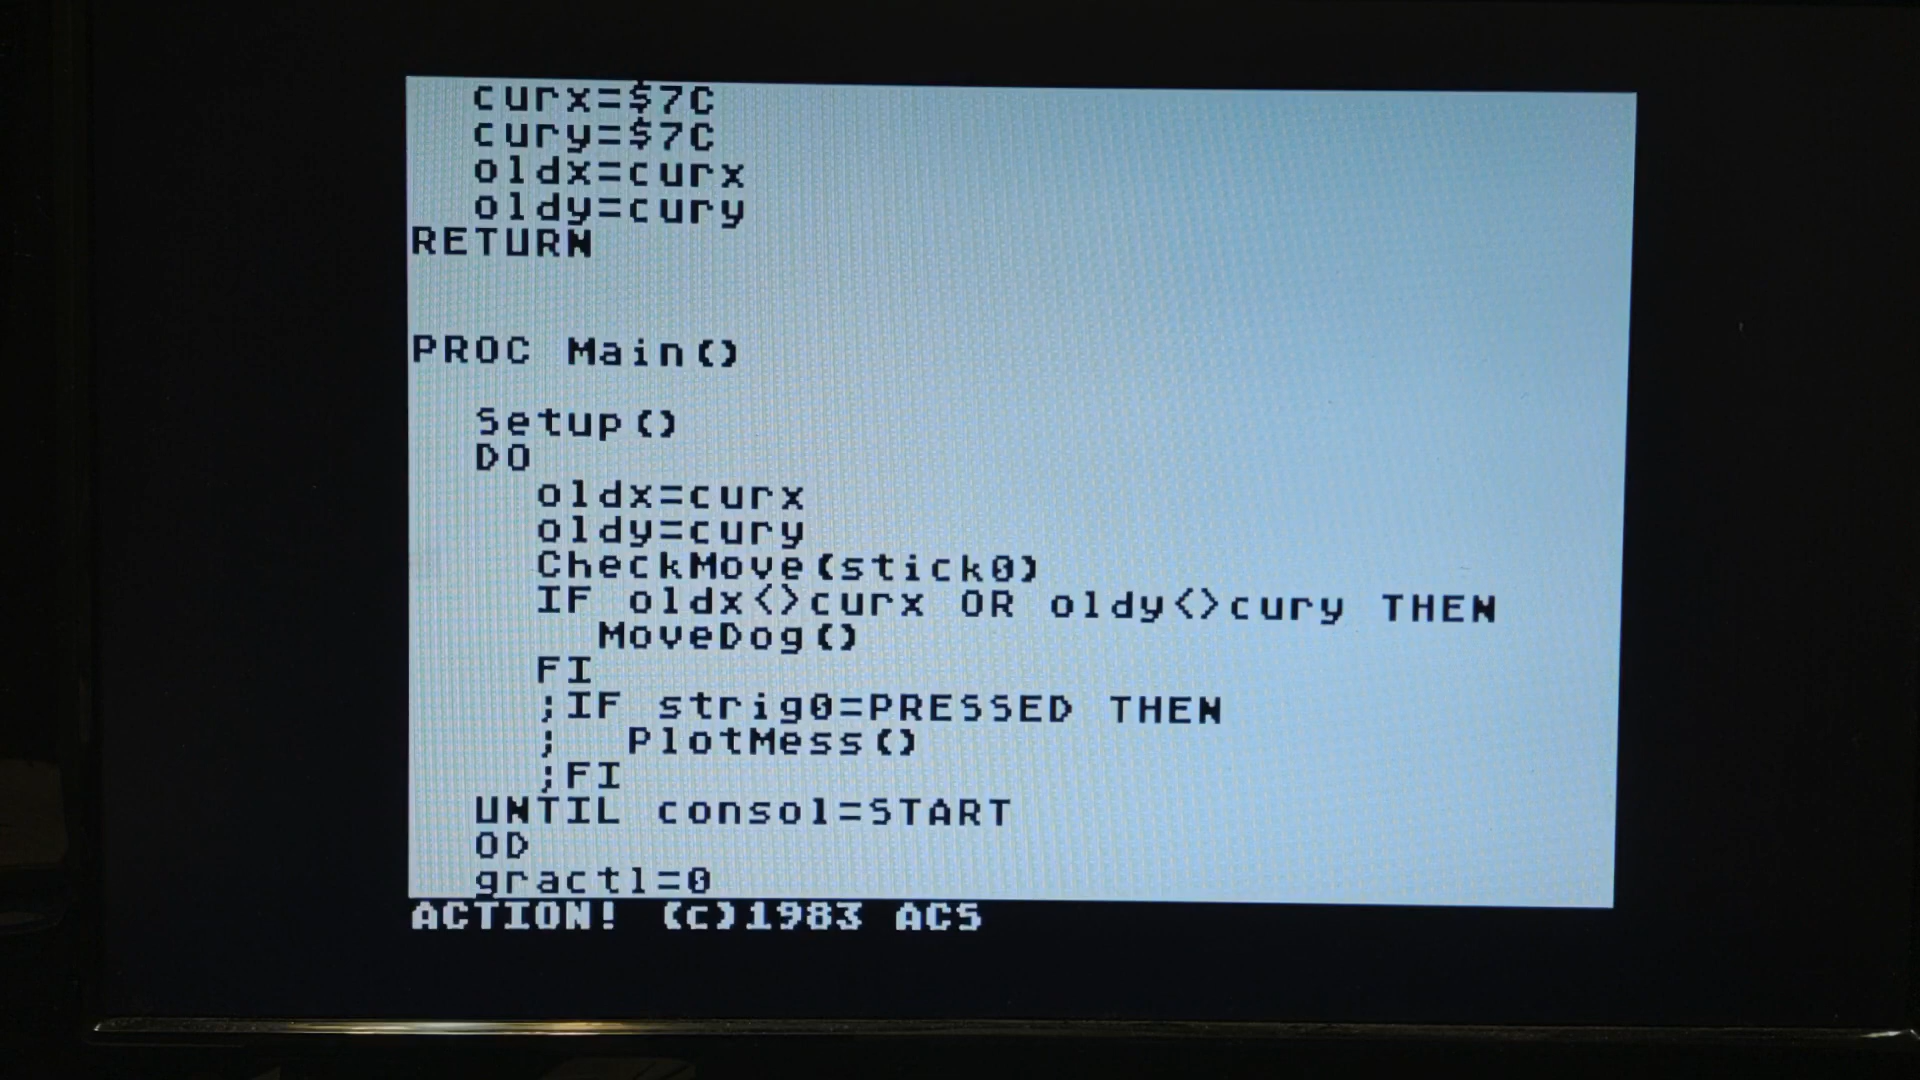 curx=$7C
   cury=$7C
   oldx=curx
   oldy=cury
RETURN
PROC Main()
   Setup()
   DO
      oldx=curx
      oldy=cury
      CheckMove(stick0)
      IF oldx<>curx OR oldy<>cury THEN
         MoveDog()
      FI
      ;IF strig0=PRESSED THEN
      ;   PlotMess()
      ;FI
   UNTIL consol=START
   OD
   gractl=0
ACTION! (c)1983 ACS